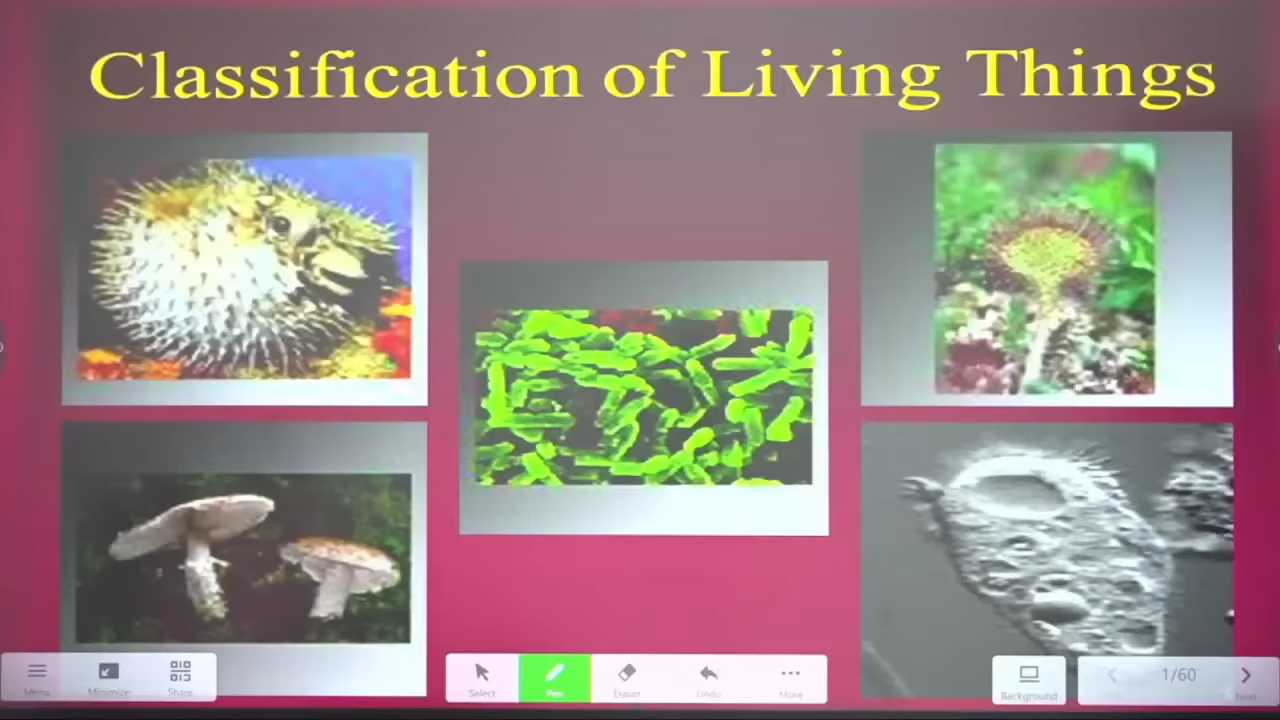 Classification of Living Things
Menu
Minimize
Share
Select
Pen
Eraser
Undo
More
Background
1/60
Next